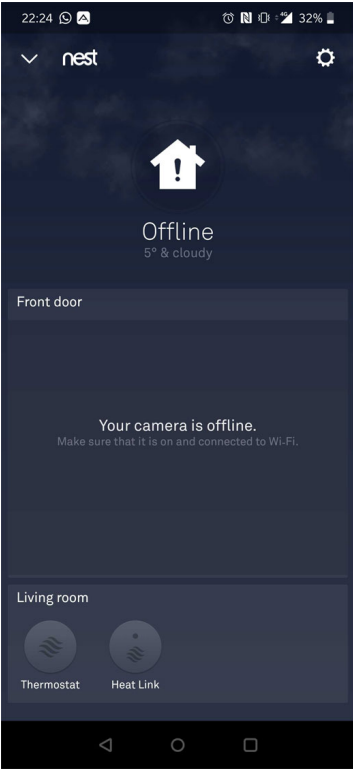 22:24 4G 32%
nest
Offline
5° & cloudy
Front door
Your camera is offline.
Make sure that it is on and connected to Wi-Fi.
Living room
Thermostat Heat Link